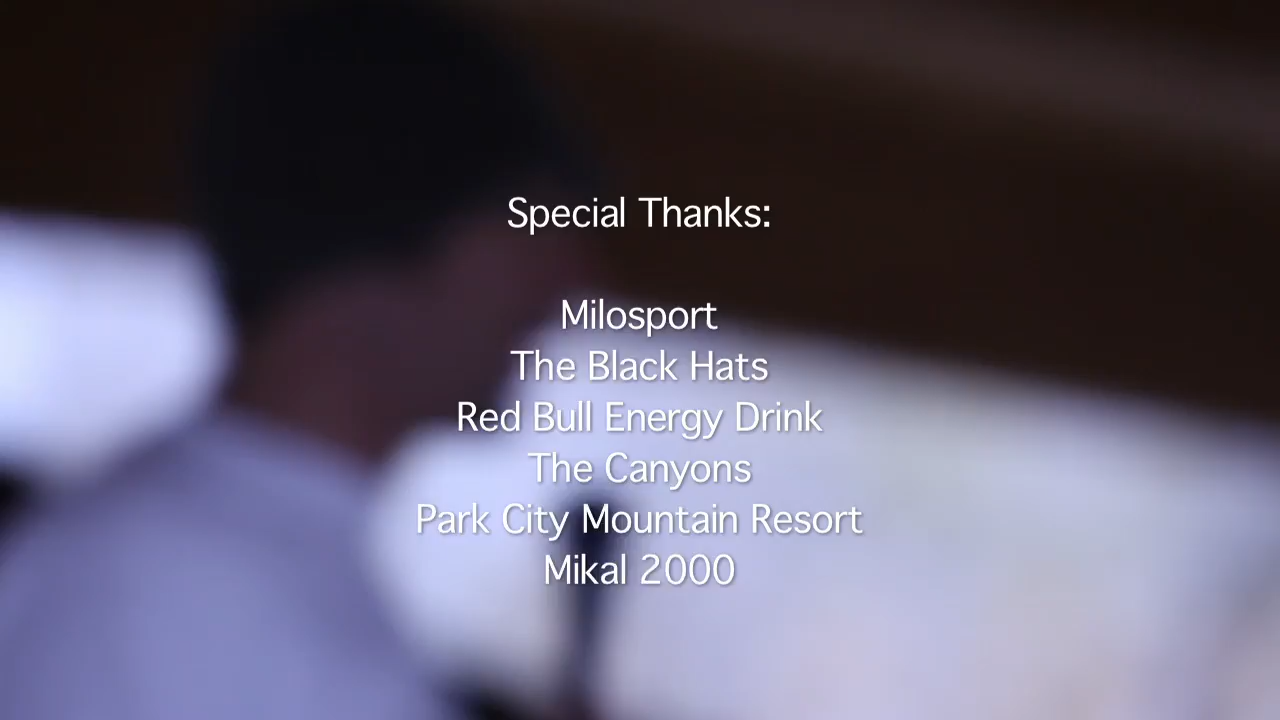 Special Thanks:
Milosport
The Black Hats
Red Bull Energy Drink
The Canyons
Park City Mountain Resort
Mikal 2000